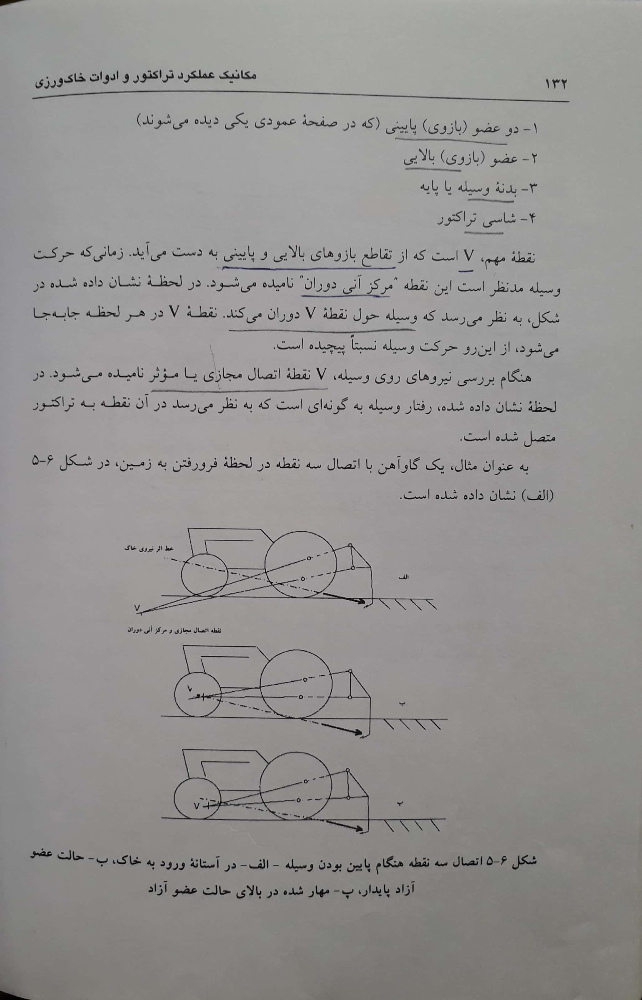 ۱۳۲
مکانیک عملکرد تراکتور و ادوات خاک‌ورزی
۱- دو عضو (بازوی) پایینی (که در صفحهٔ عمودی یکی دیده می‌شوند)
۲- عضو (بازوی) بالایی
۳- بدنهٔ وسیله یا پایه
۴- شاسی تراکتور
نقطهٔ مهم، V است که از تقاطع بازوهای بالایی و پایینی به دست می‌آید. زمانی‌که حرکت
وسیله مدنظر است این نقطه "مرکز آنی دوران" نامیده می‌شود. در لحظهٔ نشان داده شده در
شکل، به نظر می‌رسد که وسیله حول نقطهٔ V دوران می‌کند. نقطهٔ V در هر لحظه جابه‌جا
می‌شود، از این‌رو حرکت وسیله نسبتاً پیچیده است.
هنگام بررسی نیروهای روی وسیله، V نقطهٔ اتصال مجازی یا مؤثر نامیده می‌شود. در
لحظهٔ نشان داده شده، رفتار وسیله به گونه‌ای است که به نظر می‌رسد در آن نقطه به تراکتور
متصل شده است.
به عنوان مثال، یک گاوآهن با اتصال سه نقطه در لحظهٔ فرورفتن به زمین، در شکل ۶-۵
(الف) نشان داده شده است.
خط اثر نیروی خاک
الف
V
نقطه اتصال مجازی و مرکز آنی دوران
ب
V
شکل ۶-۵ اتصال سه نقطه هنگام پایین بودن وسیله - الف- در آستانهٔ ورود به خاک، ب- حالت عضو
آزاد پایدار، پ- مهار شده در بالای حالت عضو آزاد